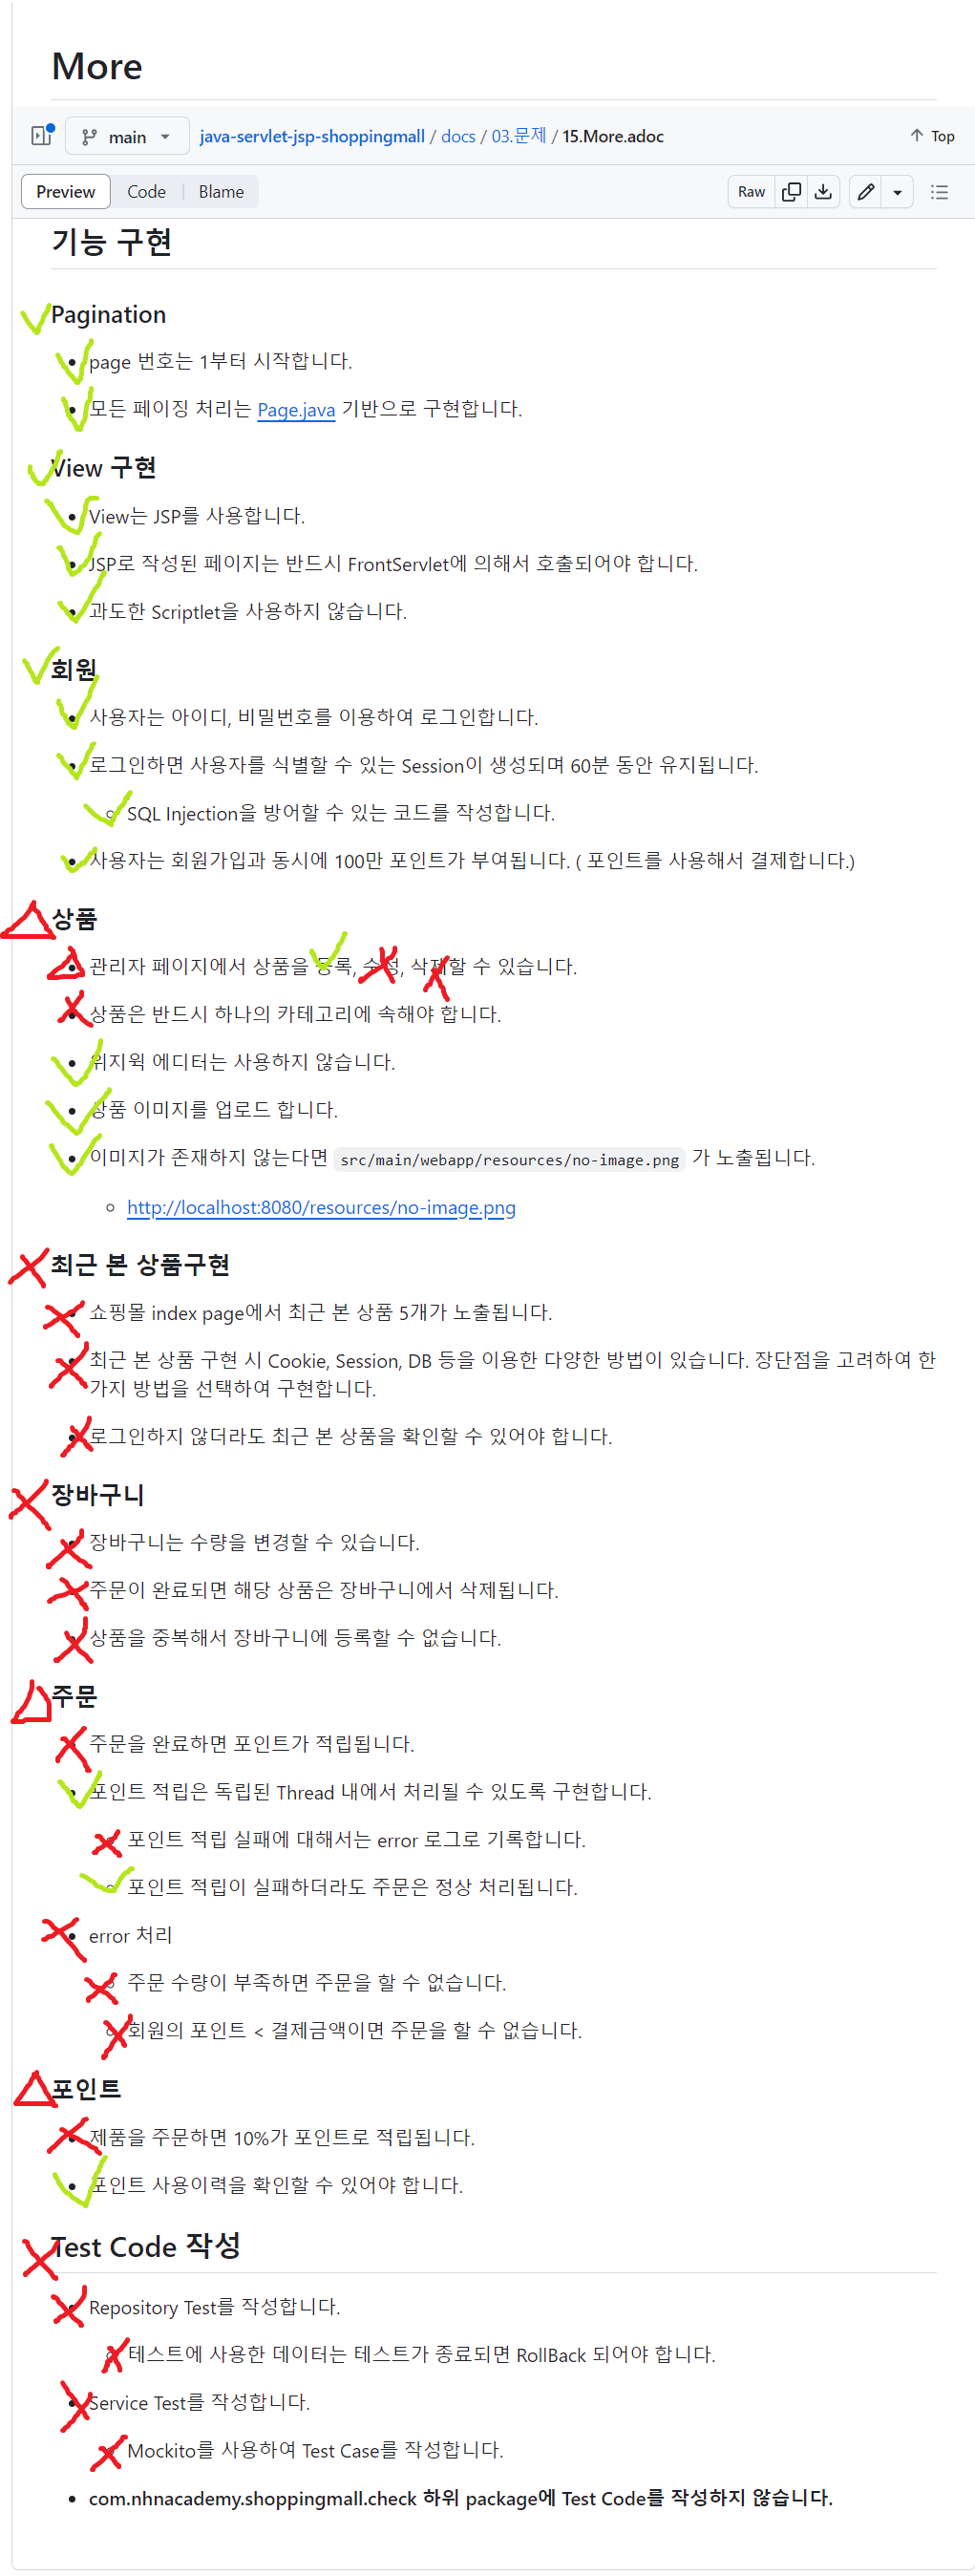 More
main
java-servlet-jsp-shoppingmall / docs / 03.문제 / 15.More.adoc
Top
Preview
Code
Blame
Raw
기능 구현
Pagination
page 번호는 1부터 시작합니다.
모든 페이징 처리는 Page.java 기반으로 구현합니다.
View 구현
View는 JSP를 사용합니다.
JSP로 작성된 페이지는 반드시 FrontServlet에 의해서 호출되어야 합니다.
과도한 Scriptlet을 사용하지 않습니다.
회원
사용자는 아이디, 비밀번호를 이용하여 로그인합니다.
로그인하면 사용자를 식별할 수 있는 Session이 생성되며 60분 동안 유지됩니다.
SQL Injection을 방어할 수 있는 코드를 작성합니다.
사용자는 회원가입과 동시에 100만 포인트가 부여됩니다. ( 포인트를 사용해서 결제합니다.)
상품
관리자 페이지에서 상품을 등록, 수정, 삭제할 수 있습니다.
상품은 반드시 하나의 카테고리에 속해야 합니다.
위지윅 에디터는 사용하지 않습니다.
상품 이미지를 업로드 합니다.
이미지가 존재하지 않는다면 src/main/webapp/resources/no-image.png 가 노출됩니다.
http://localhost:8080/resources/no-image.png
최근 본 상품구현
쇼핑몰 index page에서 최근 본 상품 5개가 노출됩니다.
최근 본 상품 구현 시 Cookie, Session, DB 등을 이용한 다양한 방법이 있습니다. 장단점을 고려하여 한
가지 방법을 선택하여 구현합니다.
로그인하지 않더라도 최근 본 상품을 확인할 수 있어야 합니다.
장바구니
장바구니는 수량을 변경할 수 있습니다.
주문이 완료되면 해당 상품은 장바구니에서 삭제됩니다.
상품을 중복해서 장바구니에 등록할 수 없습니다.
주문
주문을 완료하면 포인트가 적립됩니다.
포인트 적립은 독립된 Thread 내에서 처리될 수 있도록 구현합니다.
포인트 적립 실패에 대해서는 error 로그로 기록합니다.
포인트 적립이 실패하더라도 주문은 정상 처리됩니다.
error 처리
주문 수량이 부족하면 주문을 할 수 없습니다.
회원의 포인트 < 결제금액이면 주문을 할 수 없습니다.
포인트
제품을 주문하면 10%가 포인트로 적립됩니다.
포인트 사용이력을 확인할 수 있어야 합니다.
Test Code 작성
Repository Test를 작성합니다.
테스트에 사용한 데이터는 테스트가 종료되면 RollBack 되어야 합니다.
Service Test를 작성합니다.
Mockito를 사용하여 Test Case를 작성합니다.
com.nhnacademy.shoppingmall.check 하위 package에 Test Code를 작성하지 않습니다.